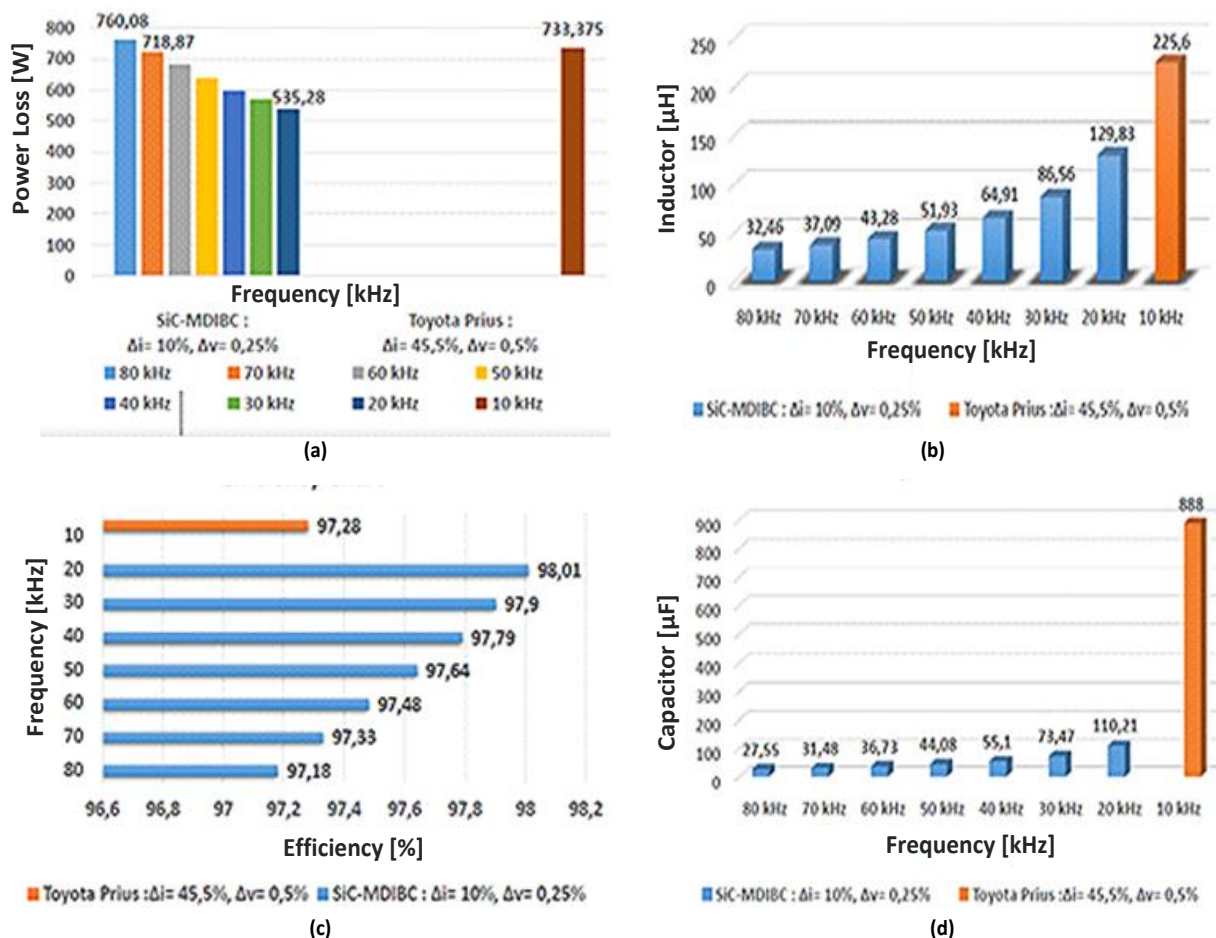 760,08
718,87
535,28
733,375
Power Loss [W]
800
700
600
500
400
300
200
100
0
Frequency [kHz]
SiC-MDIBC :
Δi= 10%, Δv= 0,25%
Toyota Prius :
Δi= 45,5%, Δv= 0,5%
80 kHz 70 kHz 60 kHz 50 kHz
40 kHz 30 kHz 20 kHz 10 kHz
(a)
Inductor [µH]
250
200
150
100
50
0
32,46 37,09 43,28 51,93 64,91 86,56 129,83 225,6
80 kHz 70 kHz 60 kHz 50 kHz 40 kHz 30 kHz 20 kHz 10 kHz
Frequency [kHz]
SiC-MDIBC : Δi= 10%, Δv= 0,25% Toyota Prius :Δi= 45,5%, Δv= 0,5%
(b)
Frequency [kHz]
10 97,28
20 98,01
30 97,9
40 97,79
50 97,64
60 97,48
70 97,33
80 97,18
96,6 96,8 97 97,2 97,4 97,6 97,8 98 98,2
Efficiency [%]
Toyota Prius :Δi= 45,5%, Δv= 0,5% SiC-MDIBC : Δi= 10%, Δv= 0,25%
(c)
Capacitor [µF]
900
800
700
600
500
400
300
200
100
0
27,55 31,48 36,73 44,08 55,1 73,47 110,21 888
80 kHz 70 kHz 60 kHz 50 kHz 40 kHz 30 kHz 20 kHz 10 kHz
Frequency [kHz]
SiC-MDIBC : Δi= 10%, Δv= 0,25% Toyota Prius :Δi= 45,5%, Δv= 0,5%
(d)